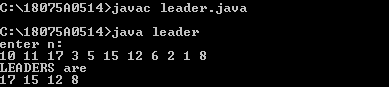 C:\18075A0514>javac leader.java
C:\18075A0514>java leader
enter n:
10 11 17 3 5 15 12 6 2 1 8
LEADERS are
17 15 12 8